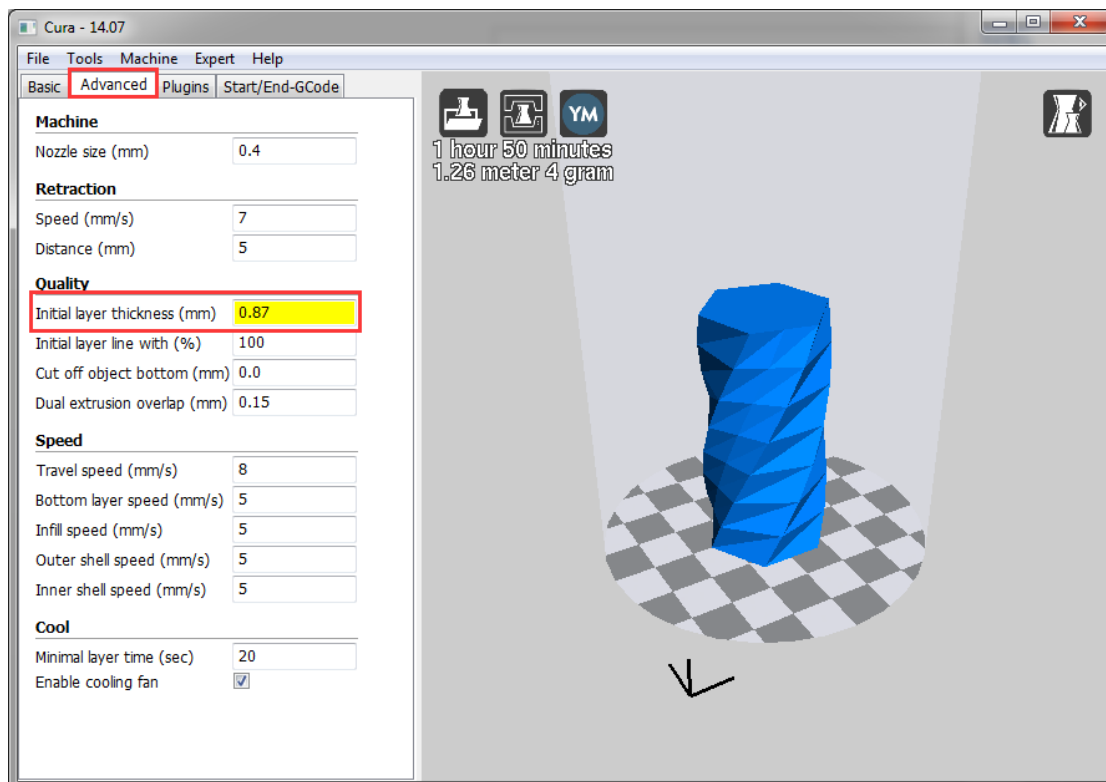 Cura - 14.07
File Tools Machine Expert Help
Basic Advanced Plugins Start/End-GCode
Machine
Nozzle size (mm) 0.4
Retraction
Speed (mm/s) 7
Distance (mm) 5
Quality
Initial layer thickness (mm) 0.87
Initial layer line with (%) 100
Cut off object bottom (mm) 0.0
Dual extrusion overlap (mm) 0.15
Speed
Travel speed (mm/s) 8
Bottom layer speed (mm/s) 5
Infill speed (mm/s) 5
Outer shell speed (mm/s) 5
Inner shell speed (mm/s) 5
Cool
Minimal layer time (sec) 20
Enable cooling fan
YM
1 hour 50 minutes
1.26 meter 4 gram